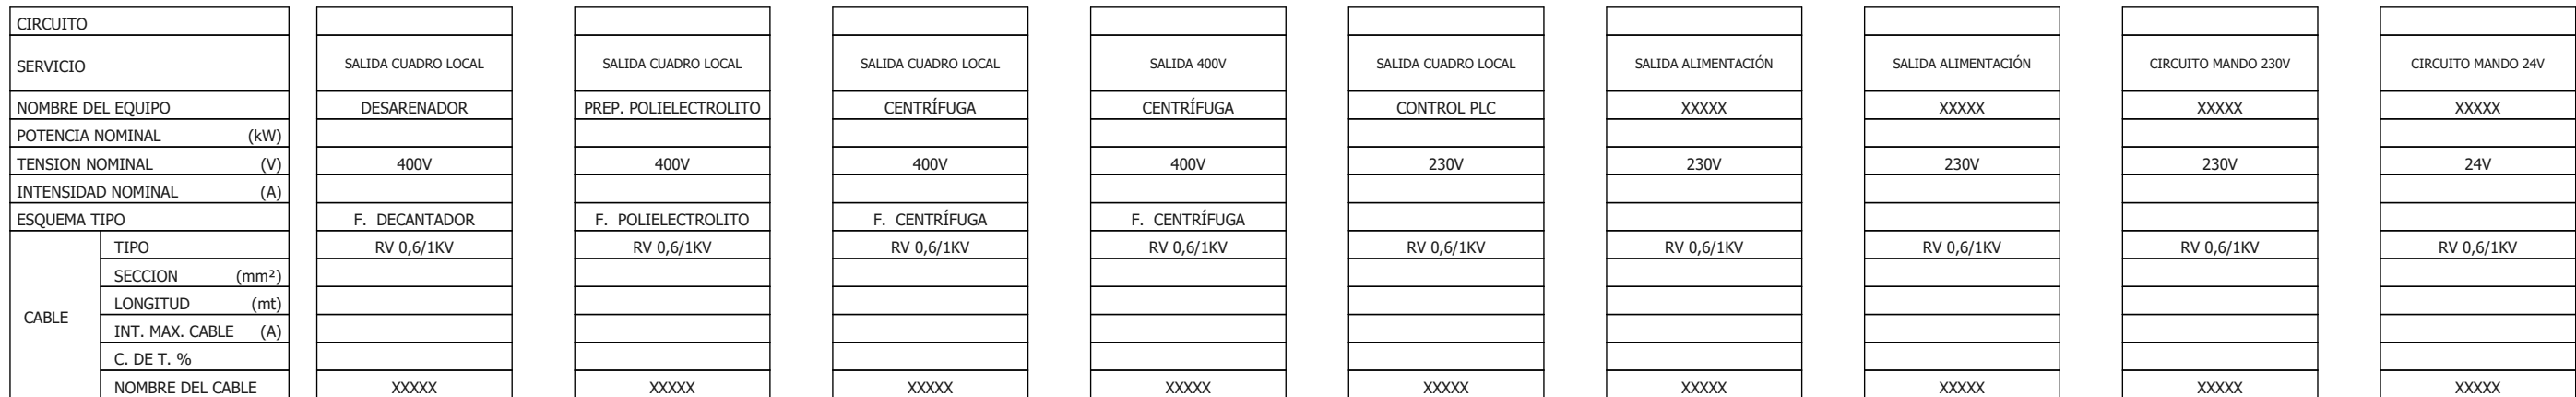 CIRCUITO
SERVICIO SALIDA CUADRO LOCAL SALIDA CUADRO LOCAL SALIDA CUADRO LOCAL SALIDA 400V SALIDA CUADRO LOCAL SALIDA ALIMENTACIÓN SALIDA ALIMENTACIÓN CIRCUITO MANDO 230V CIRCUITO MANDO 24V
NOMBRE DEL EQUIPO DESARENADOR PREP. POLIELECTROLITO CENTRÍFUGA CENTRÍFUGA CONTROL PLC XXXXX XXXXX XXXXX XXXXX
POTENCIA NOMINAL (kW)
TENSION NOMINAL (V) 400V 400V 400V 400V 230V 230V 230V 230V 24V
INTENSIDAD NOMINAL (A)
ESQUEMA TIPO F. DECANTADOR F. POLIELECTROLITO F. CENTRÍFUGA F. CENTRÍFUGA
TIPO RV 0,6/1KV RV 0,6/1KV RV 0,6/1KV RV 0,6/1KV RV 0,6/1KV RV 0,6/1KV RV 0,6/1KV RV 0,6/1KV RV 0,6/1KV
SECCION (mm²)
LONGITUD (mt)
CABLE
INT. MAX. CABLE (A)
C. DE T. %
NOMBRE DEL CABLE XXXXX XXXXX XXXXX XXXXX XXXXX XXXXX XXXXX XXXXX XXXXX